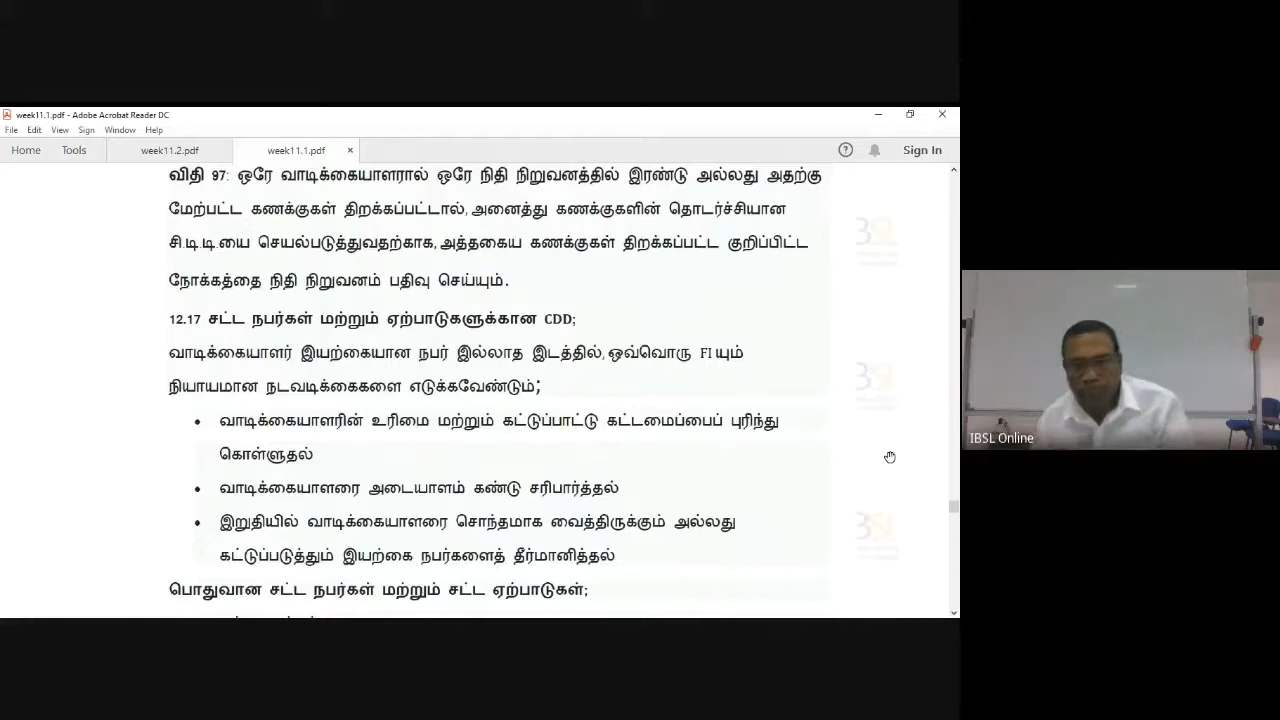 week11.1.pdf - Adobe Acrobat Reader DC
File Edit View Sign Window Help
Home Tools week11.2.pdf week11.1.pdf × Sign In
விதி 97: ஒரே வாடிக்கையாளரால் ஒரே நிதி நிறுவனத்தில் இரண்டு அல்லது அதற்கு
மேற்பட்ட கணக்குகள் திறக்கப்பட்டால், அனைத்து கணக்குகளின் தொடர்ச்சியான
சி.டி.டி.யை செயல்படுத்துவதற்காக, அத்தகைய கணக்குகள் திறக்கப்பட்ட குறிப்பிட்ட
நோக்கத்தை நிதி நிறுவனம் பதிவு செய்யும்.
12.17 சட்ட நபர்கள் மற்றும் ஏற்பாடுகளுக்கான CDD;
வாடிக்கையாளர் இயற்கையான நபர் இல்லாத இடத்தில், ஒவ்வொரு FI யும்
நியாயமான நடவடிக்கைகளை எடுக்கவேண்டும்;
• வாடிக்கையாளரின் உரிமை மற்றும் கட்டுப்பாட்டு கட்டமைப்பைப் புரிந்து
கொள்ளுதல்
• வாடிக்கையாளரை அடையாளம் கண்டு சரிபார்த்தல்
• இறுதியில் வாடிக்கையாளரை சொந்தமாக வைத்திருக்கும் அல்லது
கட்டுப்படுத்தும் இயற்கை நபர்களைத் தீர்மானித்தல்
பொதுவான சட்ட நபர்கள் மற்றும் சட்ட ஏற்பாடுகள்;
IBSL Online